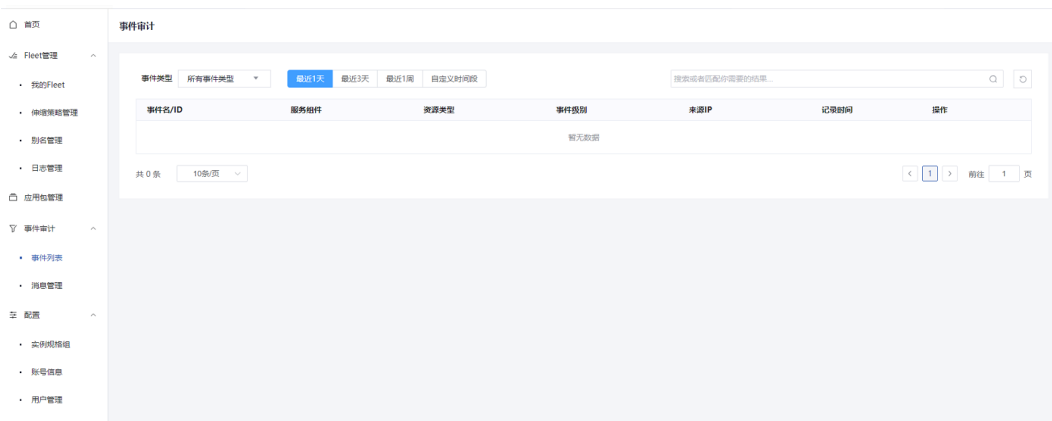 首页
Fleet管理
我的Fleet
伸缩策略管理
别名管理
日志管理
应用包管理
事件审计
事件列表
消息管理
配置
实例规格组
账号信息
用户管理
事件审计
事件类型 所有事件类型 最近1天 最近3天 最近1周 自定义时间段 搜索或者匹配你需要的结果...
事件名/ID 服务组件 资源类型 事件级别 来源IP 记录时间 操作
暂无数据
共 0 条 10条/页 1 前往 1 页